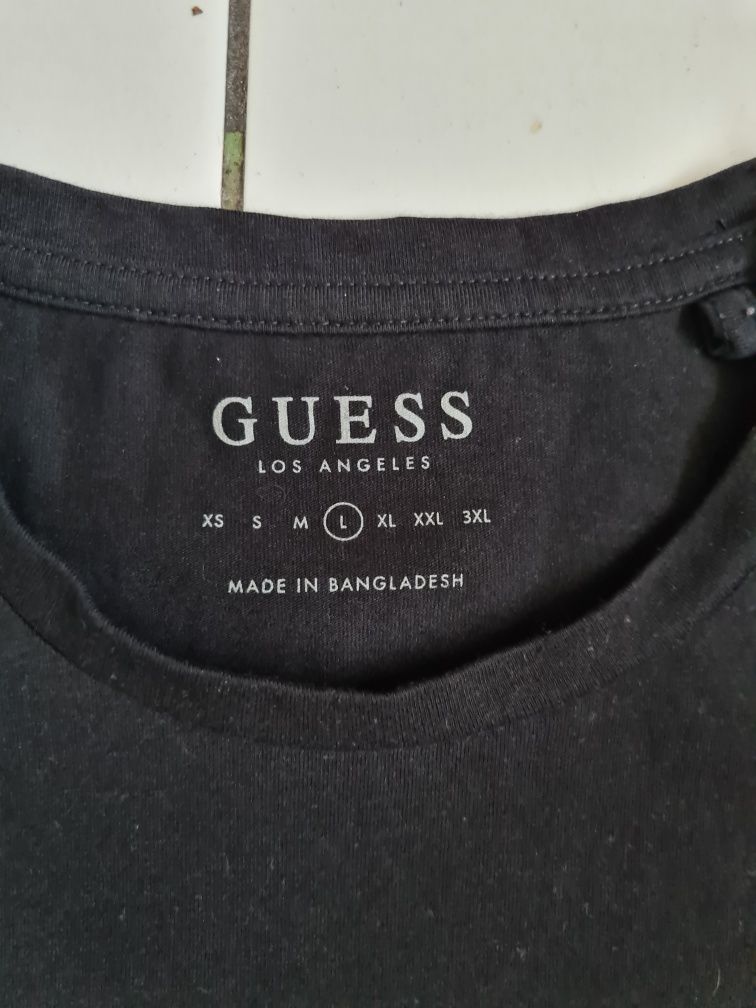 GUESS
LOS ANGELES
XS S M L XL XXL 3XL
MADE IN BANGLADESH